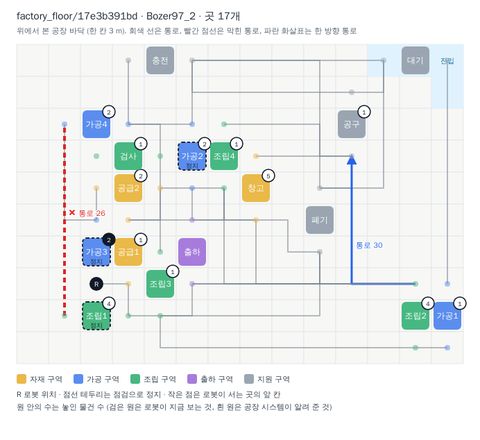 factory_floor/17e3b391bd · Bozer97_2 · 곳 17개
위에서 본 공장 바닥 (한 칸 3 m). 회색 선은 통로, 빨간 점선은 막힌 통로, 파란 화살표는 한 방향 통로
충전
대기
진입
가공4
2
공구
1
검사
1
가공2
2
정지
조립4
1
공급2
2
창고
5
✕ 통로 26
폐기
가공3
2
정지
공급1
1
출하
통로 30
R
조립3
1
조립1
4
정지
조립2
4
가공1
1
자재 구역
가공 구역
조립 구역
출하 구역
지원 구역
R 로봇 위치 · 점선 테두리는 점검으로 정지 · 작은 점은 로봇이 서는 곳의 앞 칸
원 안의 수는 놓인 물건 수 (검은 원은 로봇이 지금 보는 것, 흰 원은 공장 시스템이 알려 준 것)